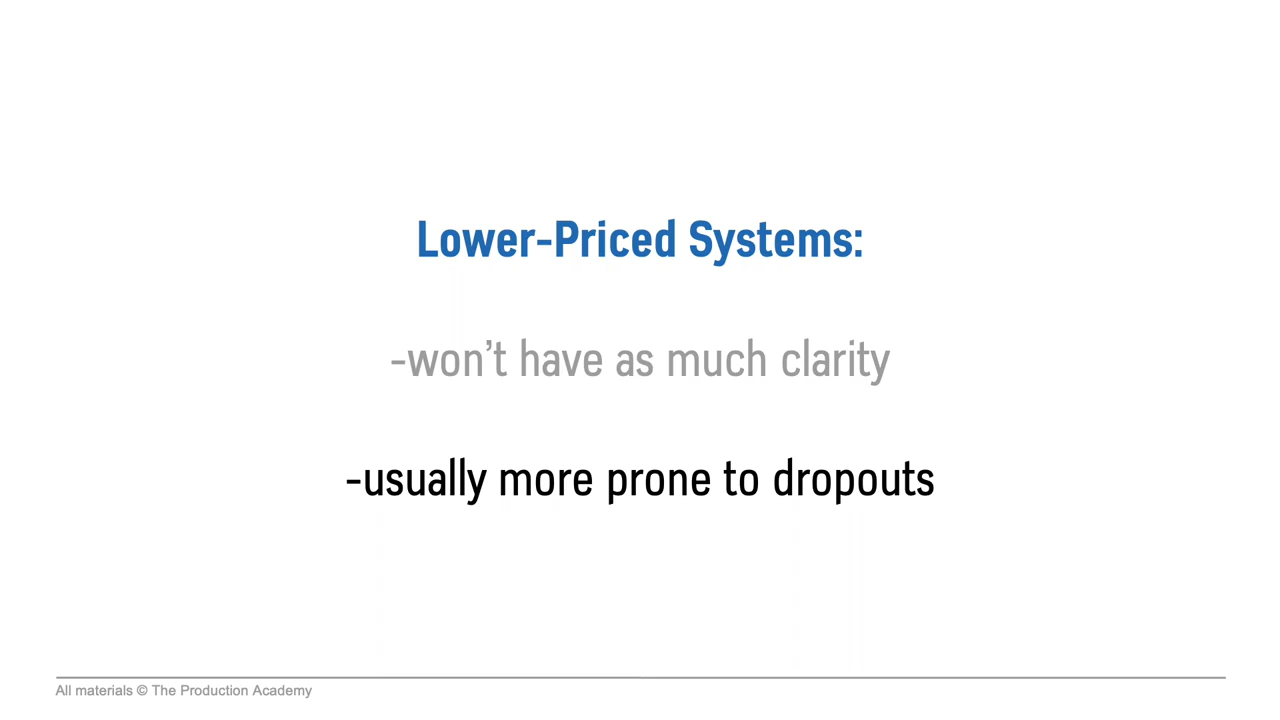 Lower-Priced Systems:
-won’t have as much clarity
-usually more prone to dropouts
All materials © The Production Academy